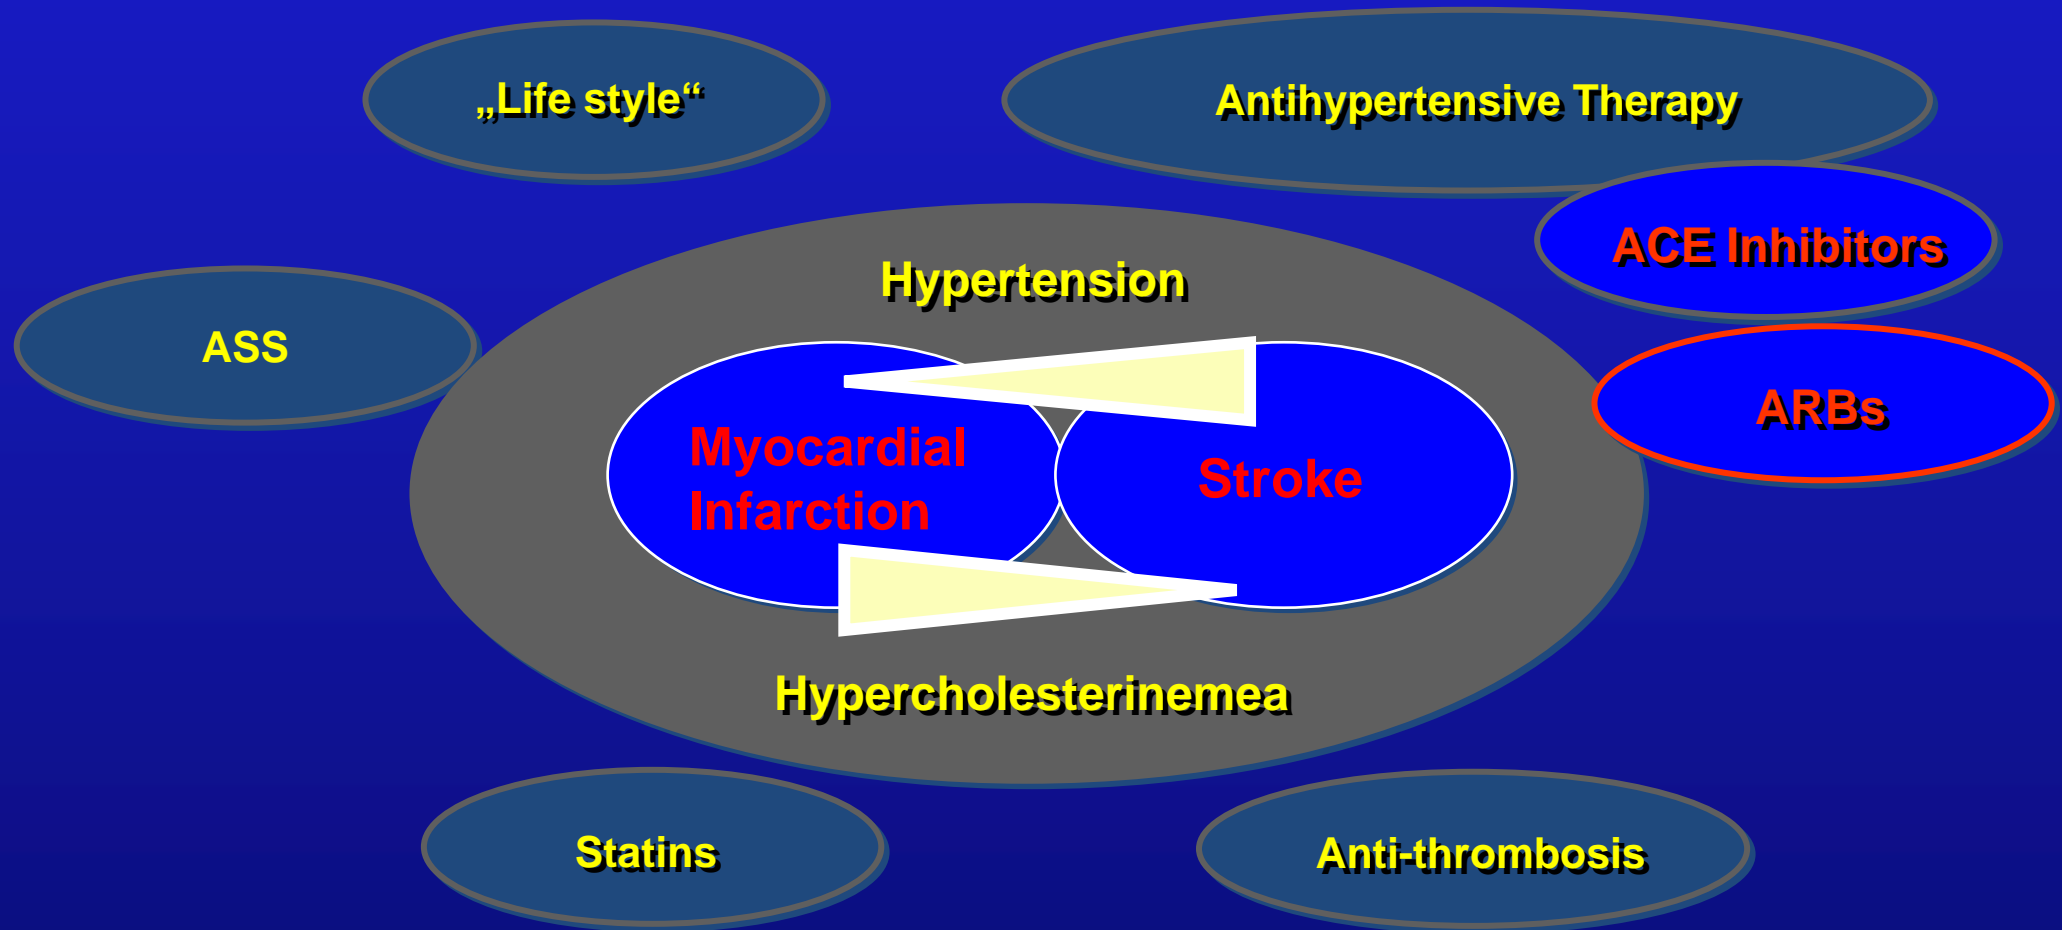 „Life style“
Antihypertensive Therapy
ACE Inhibitors
Hypertension
ASS
ARBs
Myocardial
Infarction
Stroke
Hypercholesterinemea
Statins
Anti-thrombosis